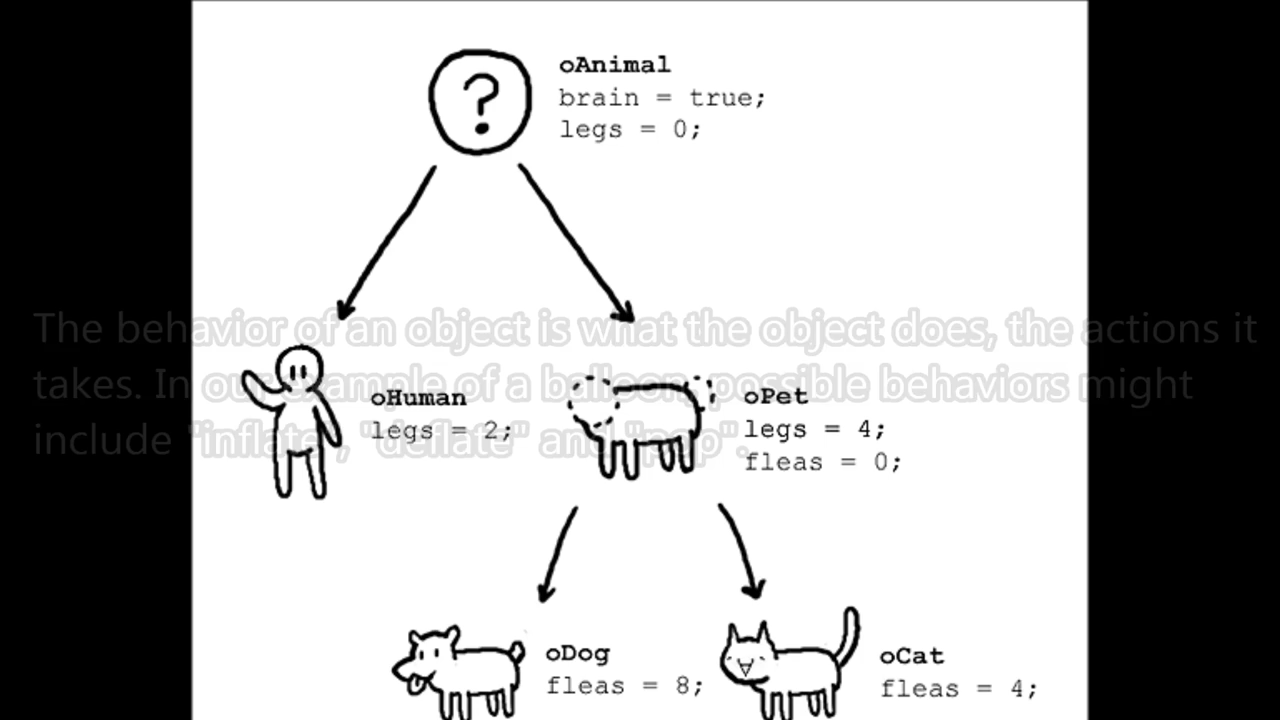 oAnimal
brain = true;
legs = 0;
The behavior of an object is what the object does, the actions it
takes. In our example of a balloon, possible behaviors might
include "inflate," "deflate" and "pop".
oHuman
legs = 2;
oPet
legs = 4;
fleas = 0;
oDog
fleas = 8;
oCat
fleas = 4;